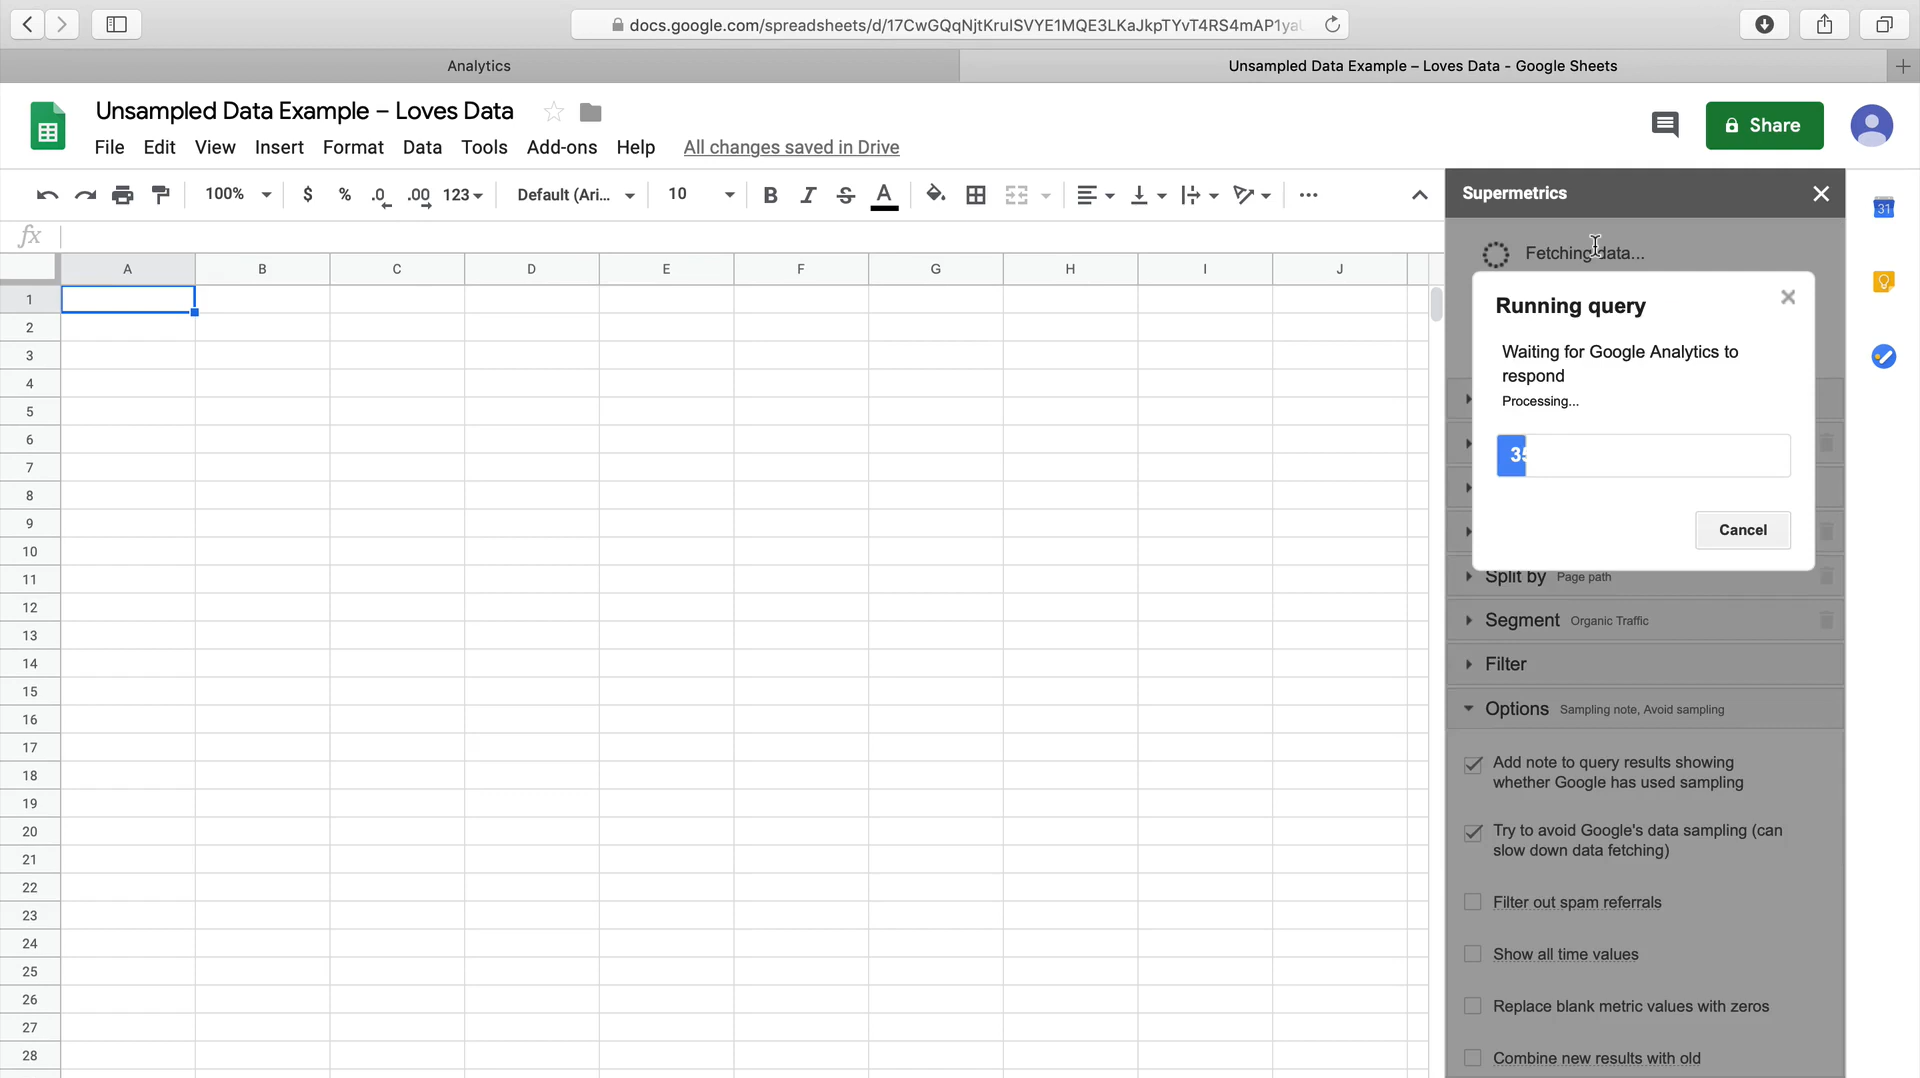 docs.google.com/spreadsheets/d/17CwGQqNjtKruISVYE1MQE3LKaJkpTYvT4RS4mAP1ya
Analytics
Unsampled Data Example – Loves Data - Google Sheets
Unsampled Data Example – Loves Data
File Edit View Insert Format Data Tools Add-ons Help All changes saved in Drive
Share
100% $ % .0 .00 123 Default (Ari... 10 B I S A
Supermetrics
31
fx
Fetching data...
A B C D E F G H I J
1
2
3
4
5
6
7
8
9
10
11
12
13
14
15
16
17
18
19
20
21
22
23
24
25
26
27
28
Running query
Waiting for Google Analytics to
respond
Processing...
35
Cancel
Split by Page path
Segment Organic Traffic
Filter
Options Sampling note, Avoid sampling
Add note to query results showing
whether Google has used sampling
Try to avoid Google's data sampling (can
slow down data fetching)
Filter out spam referrals
Show all time values
Replace blank metric values with zeros
Combine new results with old